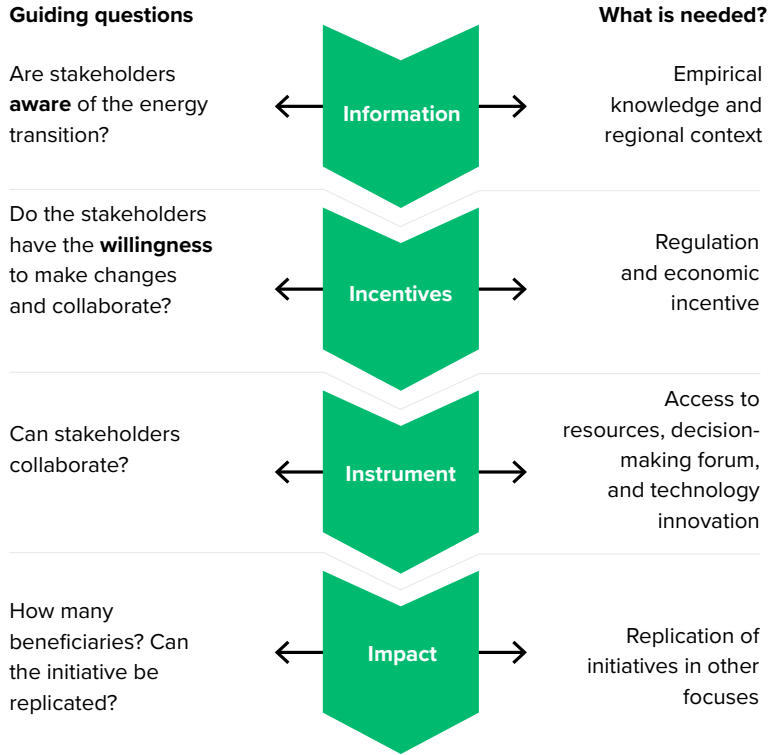 Guiding questions
What is needed?
Are stakeholders
aware of the energy
transition?
Information
Empirical
knowledge and
regional context
Do the stakeholders
have the willingness
to make changes
and collaborate?
Incentives
Regulation
and economic
incentive
Can stakeholders
collaborate?
Instrument
Access to
resources, decision-
making forum,
and technology
innovation
How many
beneficiaries? Can
the initiative be
replicated?
Impact
Replication of
initiatives in other
focuses